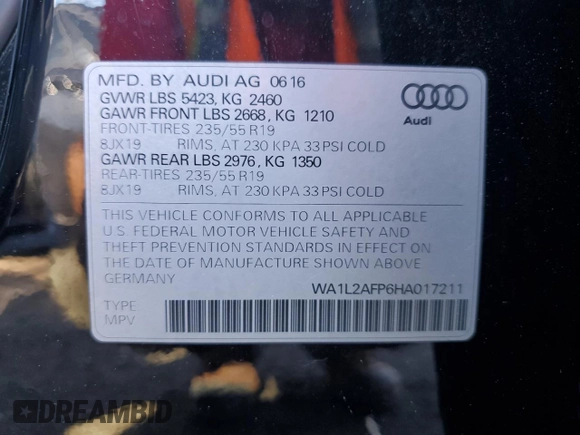 MFD. BY AUDI AG 06 16
GVWR LBS 5423, KG 2460
GAWR FRONT LBS 2668, KG 1210
FRONT-TIRES 235/55 R19
8JX19 RIMS, AT 230 KPA 33 PSI COLD
GAWR REAR LBS 2976, KG 1350
REAR-TIRES 235/55 R19
8JX19 RIMS, AT 230 KPA 33 PSI COLD
Audi
THIS VEHICLE CONFORMS TO ALL APPLICABLE
U.S. FEDERAL MOTOR VEHICLE SAFETY AND
THEFT PREVENTION STANDARDS IN EFFECT ON
THE DATE OF MANUFACTURE SHOWN ABOVE
GERMANY
WA1L2AFP6HA017211
TYPE
MPV
DREAMBID